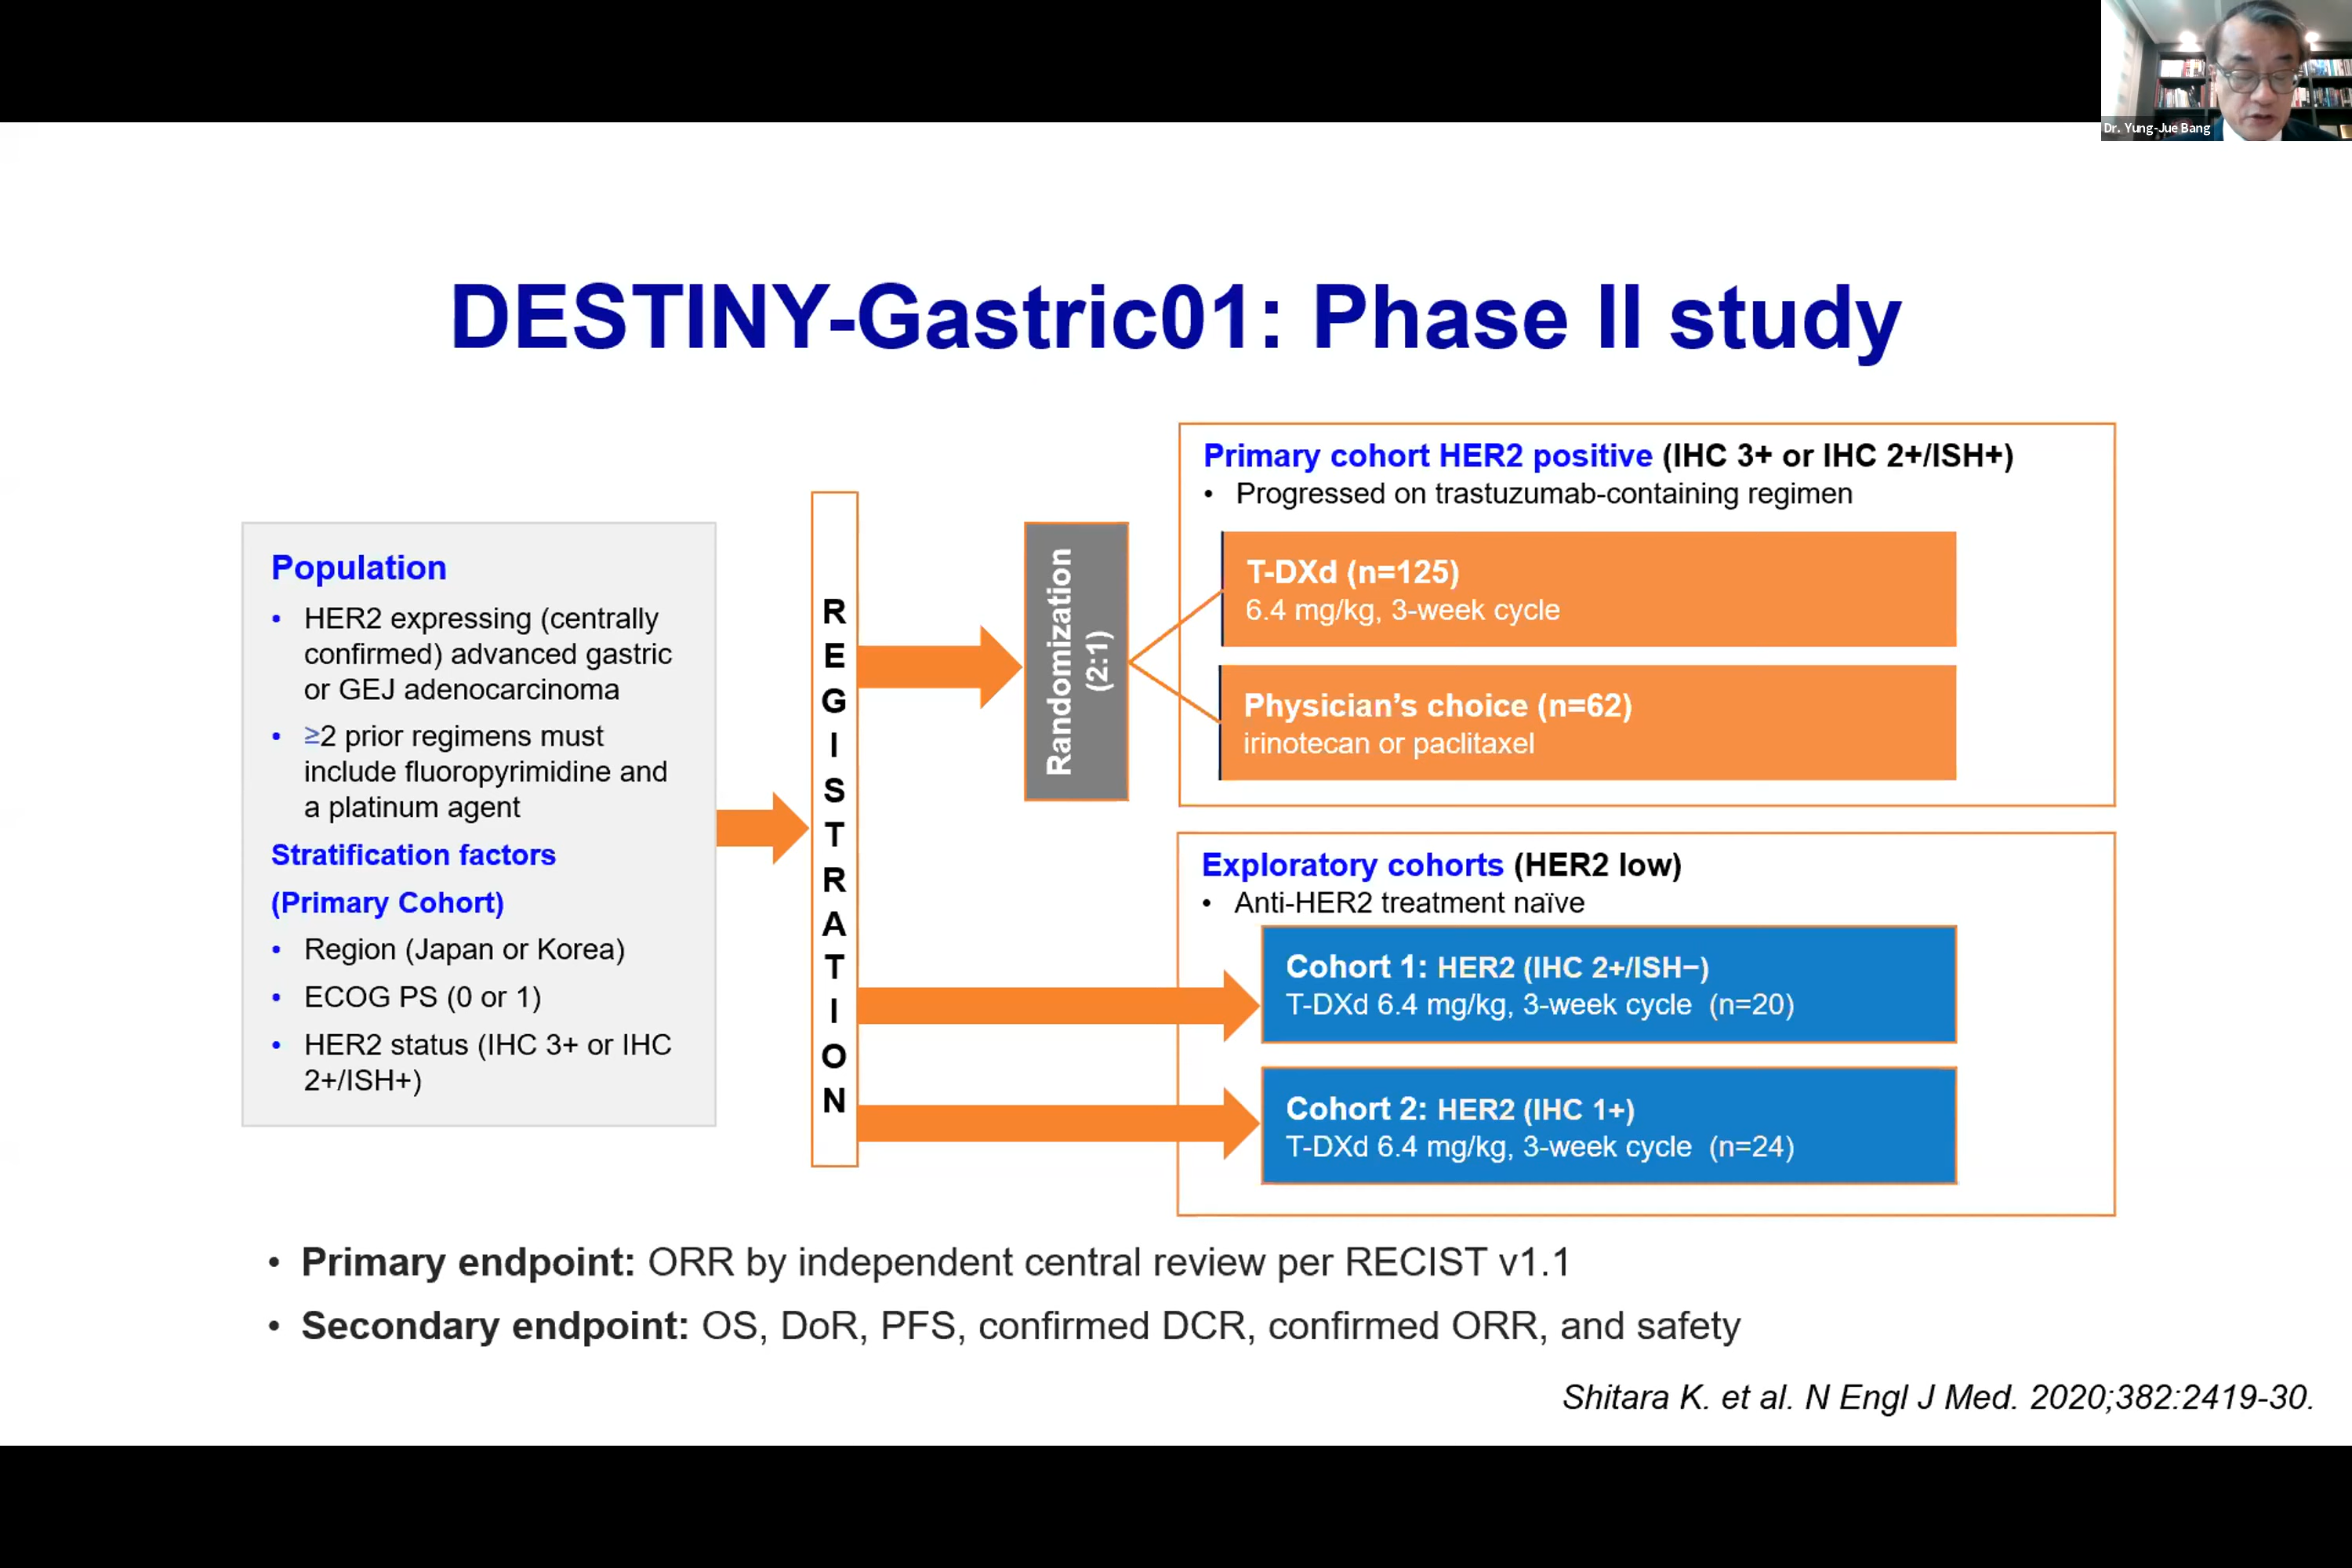 Dr. Yung-Jue Bang
DESTINY-Gastric01: Phase II study
Population
• HER2 expressing (centrally
confirmed) advanced gastric
or GEJ adenocarcinoma
• ≥2 prior regimens must
include fluoropyrimidine and
a platinum agent
Stratification factors
(Primary Cohort)
• Region (Japan or Korea)
• ECOG PS (0 or 1)
• HER2 status (IHC 3+ or IHC
2+/ISH+)
REGISTRATION
Randomization
(2:1)
Primary cohort HER2 positive (IHC 3+ or IHC 2+/ISH+)
• Progressed on trastuzumab-containing regimen
T-DXd (n=125)
6.4 mg/kg, 3-week cycle
Physician’s choice (n=62)
irinotecan or paclitaxel
Exploratory cohorts (HER2 low)
• Anti-HER2 treatment naïve
Cohort 1: HER2 (IHC 2+/ISH−)
T-DXd 6.4 mg/kg, 3-week cycle (n=20)
Cohort 2: HER2 (IHC 1+)
T-DXd 6.4 mg/kg, 3-week cycle (n=24)
• Primary endpoint: ORR by independent central review per RECIST v1.1
• Secondary endpoint: OS, DoR, PFS, confirmed DCR, confirmed ORR, and safety
Shitara K. et al. N Engl J Med. 2020;382:2419-30.